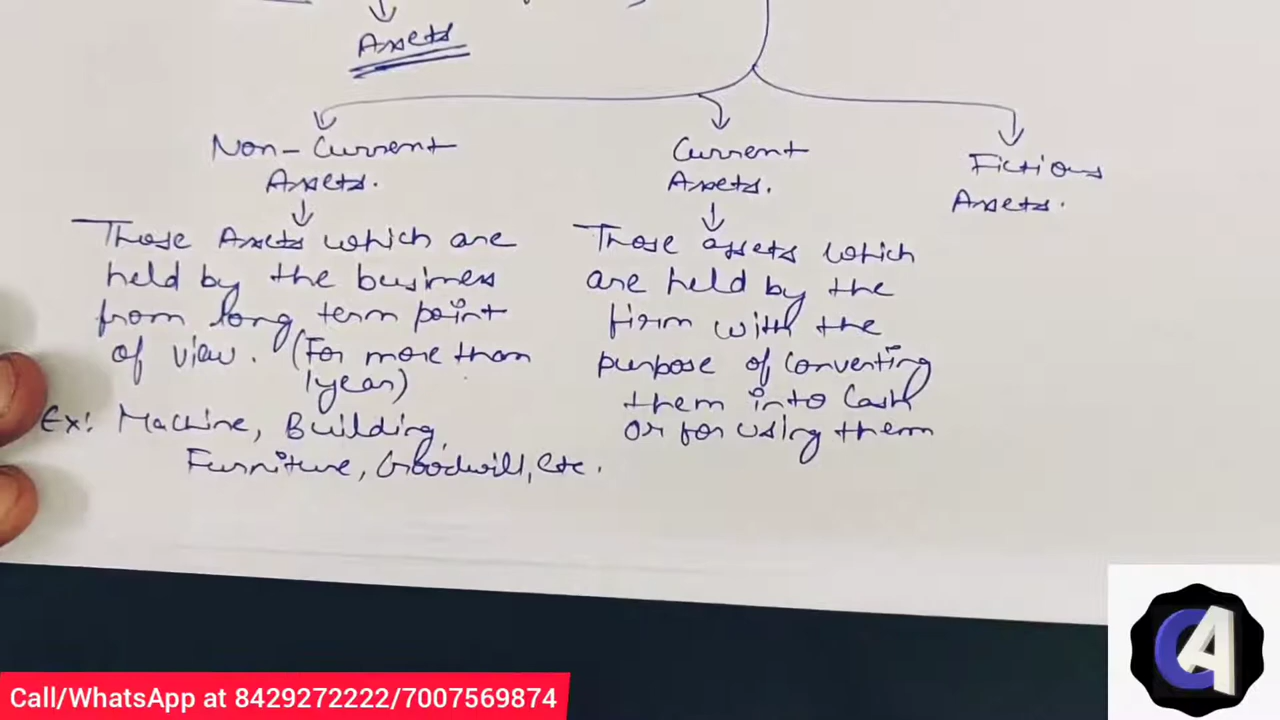 Assets
Non-Current
Assets.
Those Assets which are
held by the business
from long term point
of view. (For more than
1year)
Ex: Machine, Building,
Furniture, Goodwill, etc.
Current
Assets.
Those assets which
are held by the
firm with the
purpose of converting
them into Cash
or for using them
Fictious
Assets.
Call/WhatsApp at 8429272222/7007569874
CA